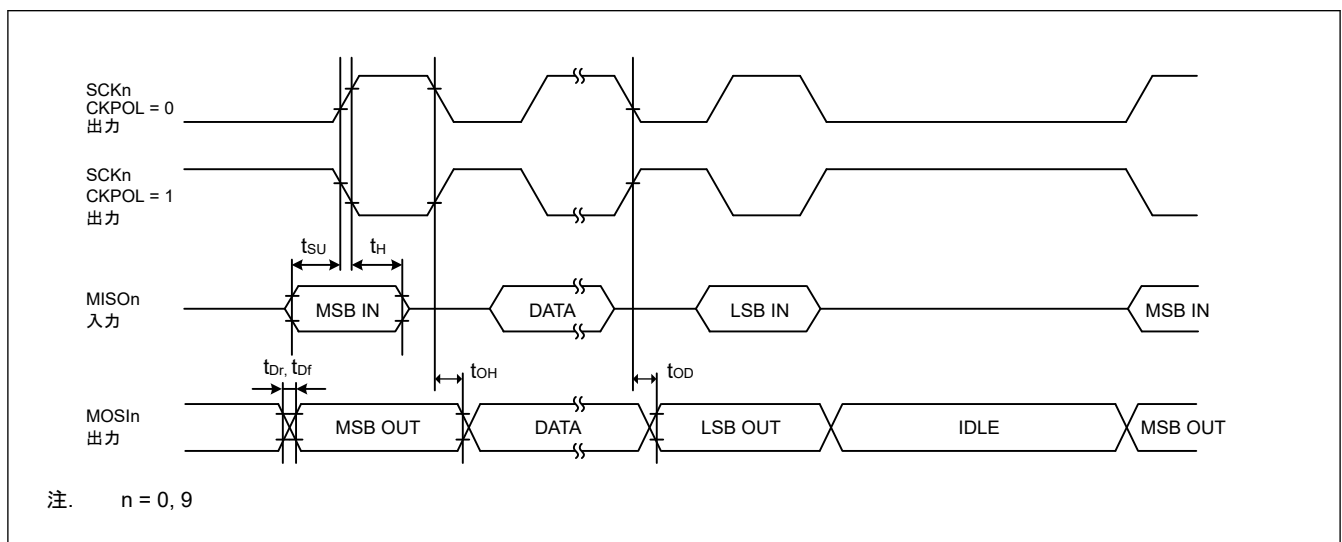 SCKn
CKPOL = 0
出力
SCKn
CKPOL = 1
出力
tSU
tH
MISOn
入力
MSB IN
DATA
LSB IN
MSB IN
tDr, tDf
tOH
tOD
MOSIn
出力
MSB OUT
DATA
LSB OUT
IDLE
MSB OUT
注. n = 0, 9